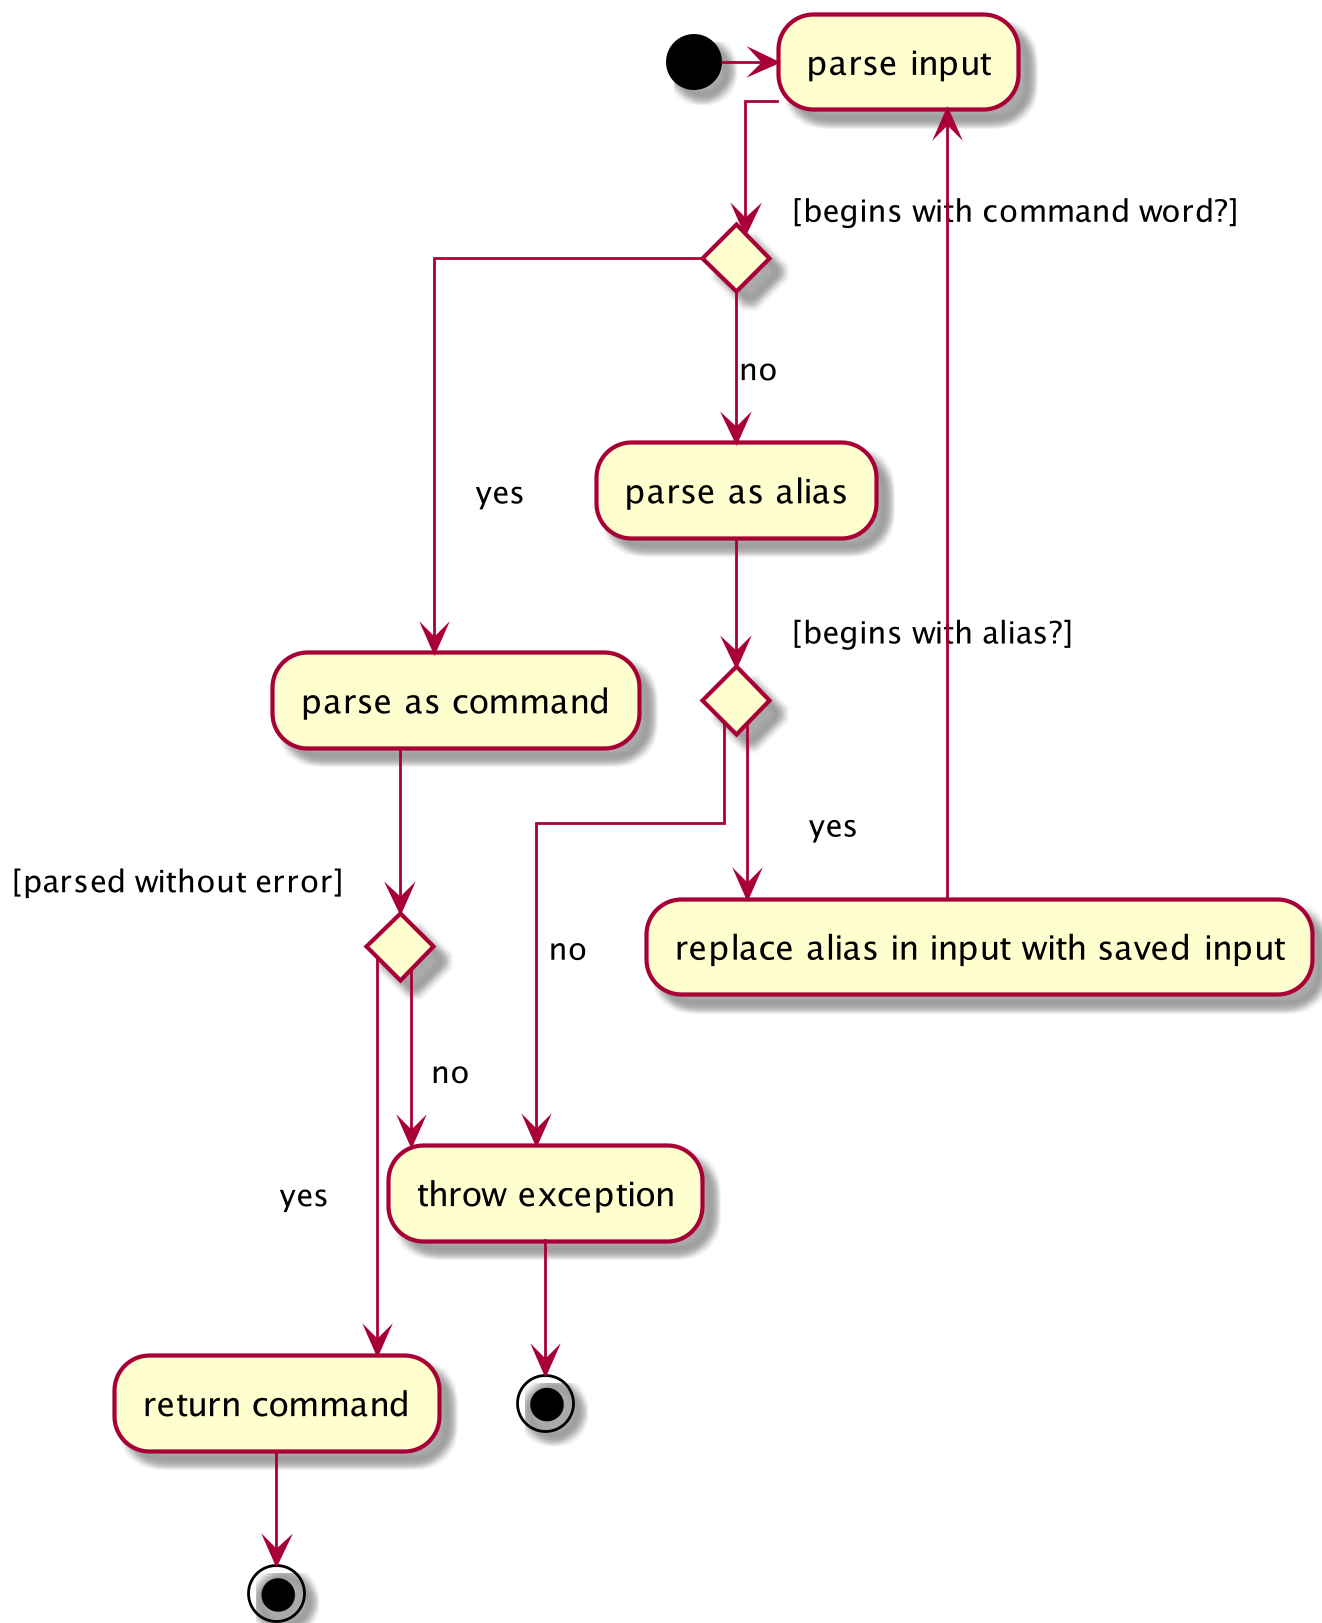 parse input
[begins with command word?]
no
parse as alias
yes
[begins with alias?]
parse as command
yes
[parsed without error]
no
replace alias in input with saved input
no
yes
throw exception
return command